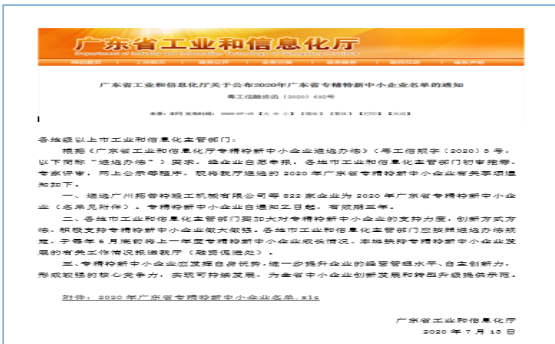 广东省工业和信息化厅
广东省工业和信息化厅关于公布2020年广东省专精特新中小企业名单的通知
各地级以上市工业和信息化主管部门：
根据《广东省工业和信息化厅专精特新中小企业遴选办法》（粤工信规字〔2020〕5号，
以下简称“遴选办法”）要求，经企业自愿申报，各地市工业和信息化主管部门初审推荐，
专家评审，网上公示等程序，现将我厅遴选的2020年广东省专精特新中小企业有关事项通
知如下。
一、遴选广州拓普特轻工机械有限公司等822家企业为2020年广东省专精特新中小企
业（名单见附件）。专精特新中小企业自通知之日起，有效期三年。
二、各地市工业和信息化主管部门要加大对专精特新中小企业的支持力度，创新方式方
法，积极支持专精特新中小企业做大做强。各地市工业和信息化主管部门应按照遴选办法规
定，于每年6月底前将上一年度专精特新中小企业成长情况、本地扶持专精特新中小企业发
展的有关工作情况报送我厅（融资促进处）。
三、专精特新中小企业应发挥自身优势，进一步提升企业的经营管理水平、自主创新力，
形成较强的核心竞争力，实现可持续发展，为全省中小企业创新发展和转型升级提供示范。
附件：2020年广东省专精特新中小企业名单.xls
广东省工业和信息化厅
2020年7月15日